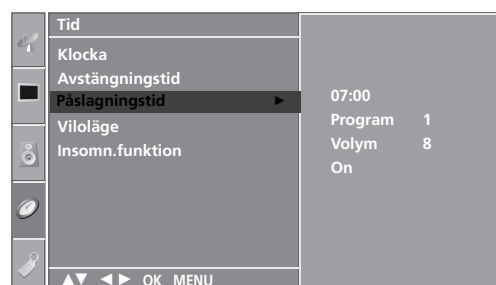 Tid
Klocka
Avstängningstid
Påslagningstid ►
Viloläge
Insomn.funktion
07:00
Program 1
Volym 8
On
▲▼ ◄► OK MENU